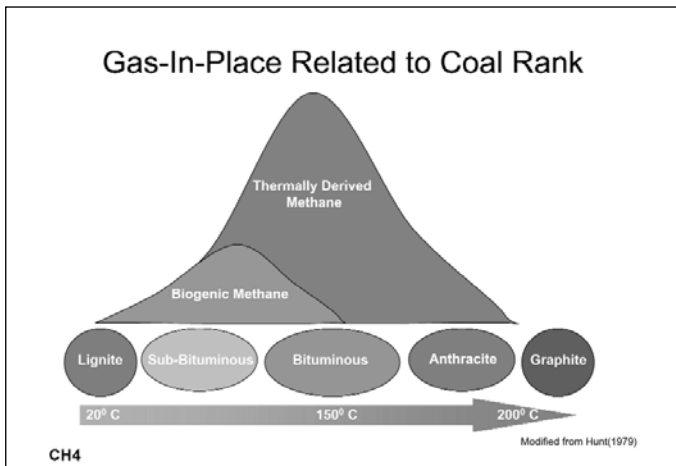 Gas-In-Place Related to Coal Rank
Thermally Derived
Methane
Biogenic Methane
Lignite
Sub-Bituminous
Bituminous
Anthracite
Graphite
20⁰ C
150⁰ C
200⁰ C
Modified from Hunt(1979)
CH4